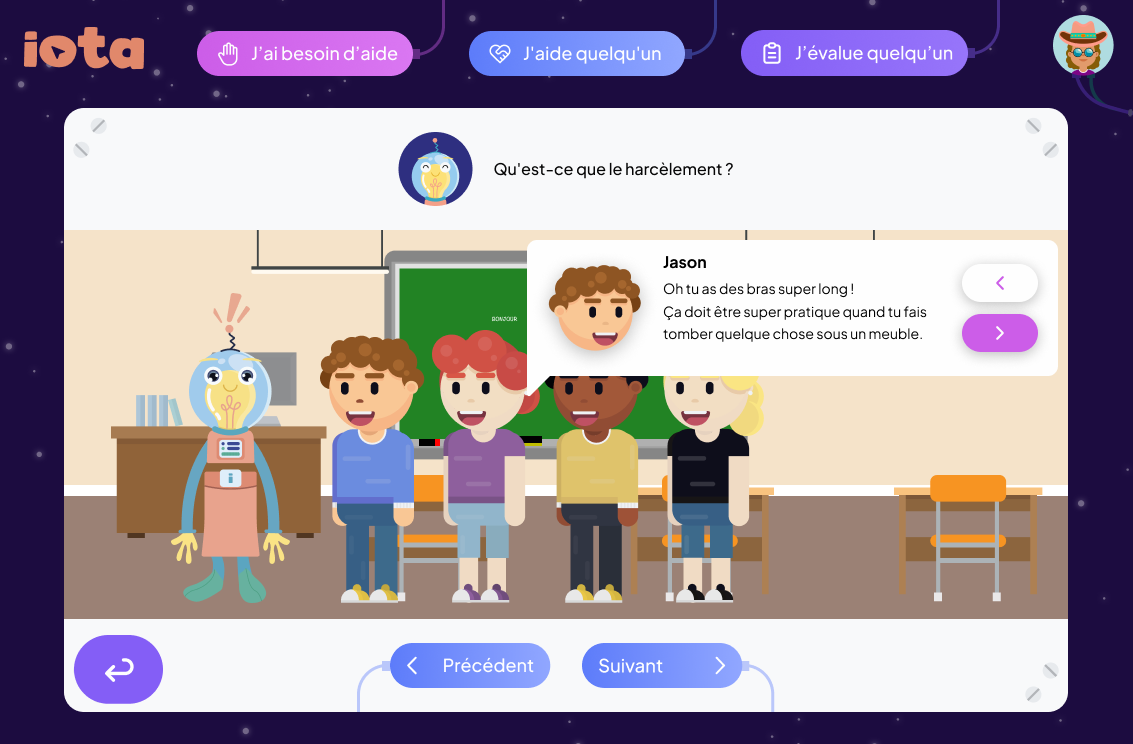 iota
J'ai besoin d'aide
J'aide quelqu'un
J'évalue quelqu'un
Qu'est-ce que le harcèlement ?
Jason
Oh tu as des bras super long !
Ça doit être super pratique quand tu fais
tomber quelque chose sous un meuble.
BONJOUR
i
Précédent
Suivant